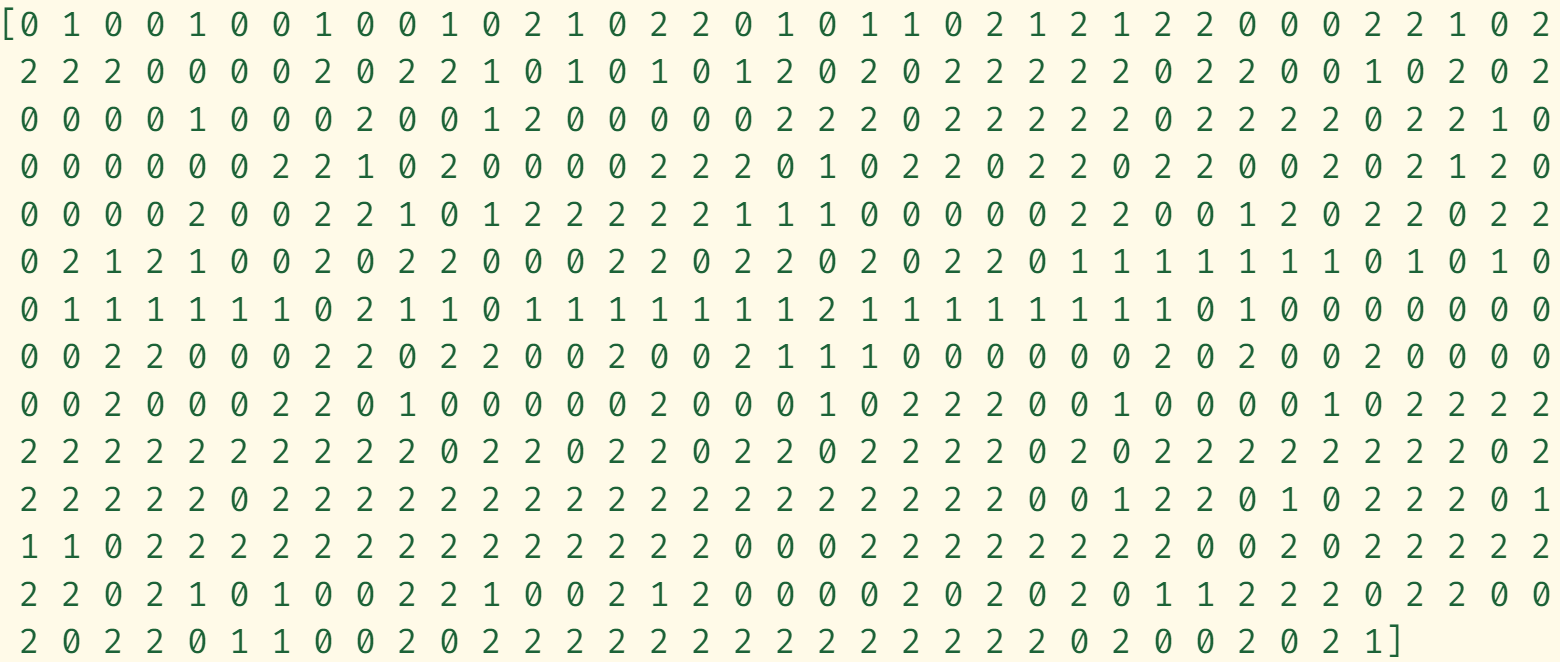 [0 1 0 0 1 0 0 1 0 0 1 0 2 1 0 2 2 0 1 0 1 1 0 2 1 2 1 2 2 0 0 0 2 2 1 0 2
2 2 2 0 0 0 0 2 0 2 2 1 0 1 0 1 0 1 2 0 2 0 2 2 2 2 2 0 2 2 0 0 1 0 2 0 2
0 0 0 0 1 0 0 0 2 0 0 1 2 0 0 0 0 0 2 2 2 0 2 2 2 2 2 0 2 2 2 2 0 2 2 1 0
0 0 0 0 0 0 2 2 1 0 2 0 0 0 0 2 2 2 0 1 0 2 2 0 2 2 0 2 2 0 0 2 0 2 1 2 0
0 0 0 0 2 0 0 2 2 1 0 1 2 2 2 2 2 1 1 1 0 0 0 0 0 2 2 0 0 1 2 0 2 2 0 2 2
0 2 1 2 1 0 0 2 0 2 2 0 0 0 2 2 0 2 2 0 2 0 2 2 0 1 1 1 1 1 1 1 0 1 0 1 0
0 1 1 1 1 1 1 0 2 1 1 0 1 1 1 1 1 1 1 2 1 1 1 1 1 1 1 1 0 1 0 0 0 0 0 0 0
0 0 2 2 0 0 0 2 2 0 2 2 0 0 2 0 0 2 1 1 1 0 0 0 0 0 0 2 0 2 0 0 2 0 0 0 0
0 0 2 0 0 0 2 2 0 1 0 0 0 0 0 2 0 0 0 1 0 2 2 2 0 0 1 0 0 0 0 1 0 2 2 2 2
2 2 2 2 2 2 2 2 2 2 0 2 2 0 2 2 0 2 2 0 2 2 2 2 0 2 0 2 2 2 2 2 2 2 2 0 2
2 2 2 2 2 0 2 2 2 2 2 2 2 2 2 2 2 2 2 2 2 2 2 2 0 0 1 2 2 0 1 0 2 2 2 0 1
1 1 0 2 2 2 2 2 2 2 2 2 2 2 2 2 2 0 0 0 2 2 2 2 2 2 2 2 0 0 2 0 2 2 2 2 2
2 2 0 2 1 0 1 0 0 2 2 1 0 0 2 1 2 0 0 0 0 2 0 2 0 2 0 1 1 2 2 2 0 2 2 0 0
2 0 2 2 0 1 1 0 0 2 0 2 2 2 2 2 2 2 2 2 2 2 2 2 2 0 2 0 0 2 0 2 1]